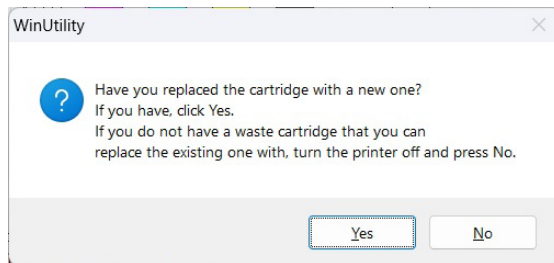 WinUtility
Have you replaced the cartridge with a new one?
If you have, click Yes.
If you do not have a waste cartridge that you can
replace the existing one with, turn the printer off and press No.
Yes
No